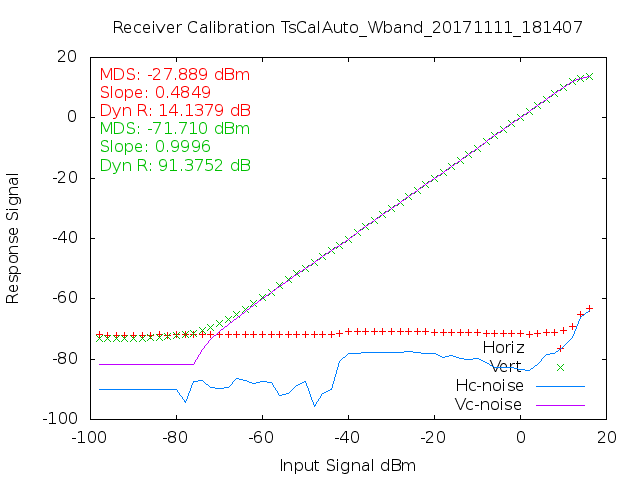 Receiver Calibration TsCalAuto_Wband_20171111_181407
20
MDS: -27.889 dBm
Slope: 0.4849
Dyn R: 14.1379 dB
MDS: -71.710 dBm
Slope: 0.9996
Dyn R: 91.3752 dB
0
-20
-40
-60
-80
-100
Response Signal
Horiz
Vert
Hc-noise
Vc-noise
-100 -80 -60 -40 -20 0 20
Input Signal dBm